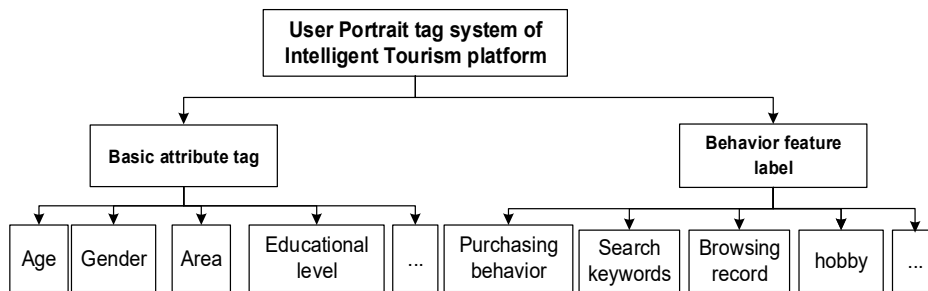 User Portrait tag system of
Intelligent Tourism platform
Basic attribute tag
Behavior feature
label
Age
Gender
Area
Educational
level
...
Purchasing
behavior
Search
keywords
Browsing
record
hobby
...